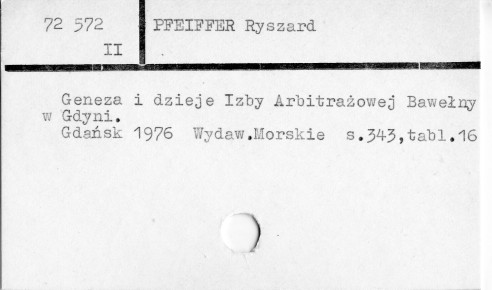 72 572
II
PFEIFFER Ryszard
Geneza i dzieje Izby Arbitrażowej Bawełny
w Gdyni.
Gdańsk 1976 Wydaw.Morskie s.343,tabl.16